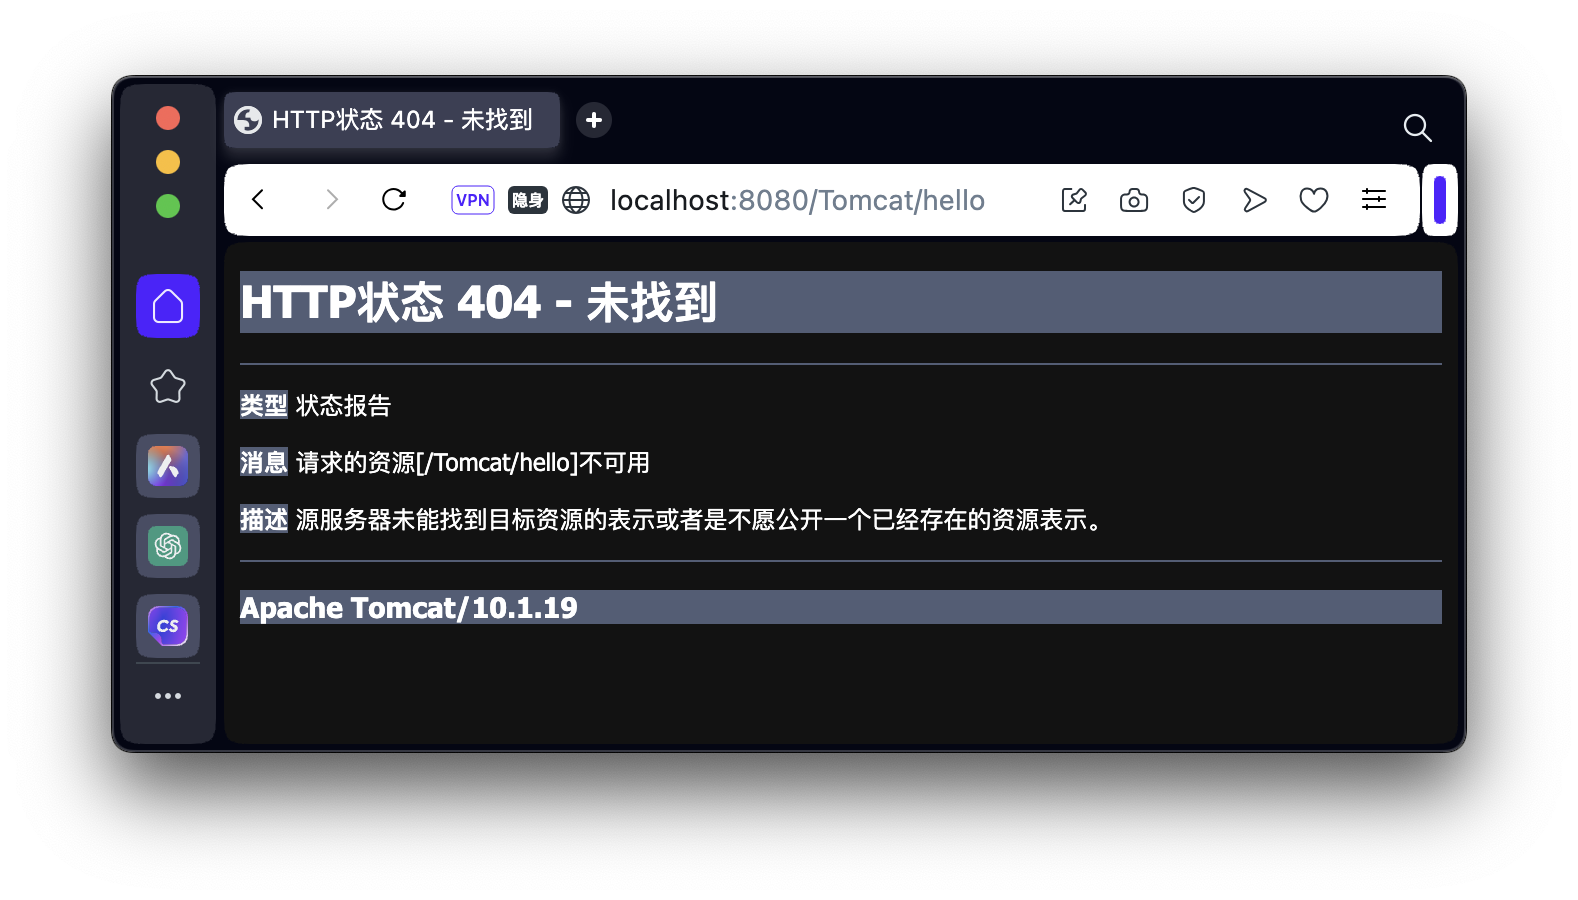 HTTP状态 404 - 未找到
VPN 隐身 localhost:8080/Tomcat/hello
HTTP状态 404 - 未找到
类型 状态报告
消息 请求的资源[/Tomcat/hello]不可用
描述 源服务器未能找到目标资源的表示或者是不愿公开一个已经存在的资源表示。
Apache Tomcat/10.1.19
CS